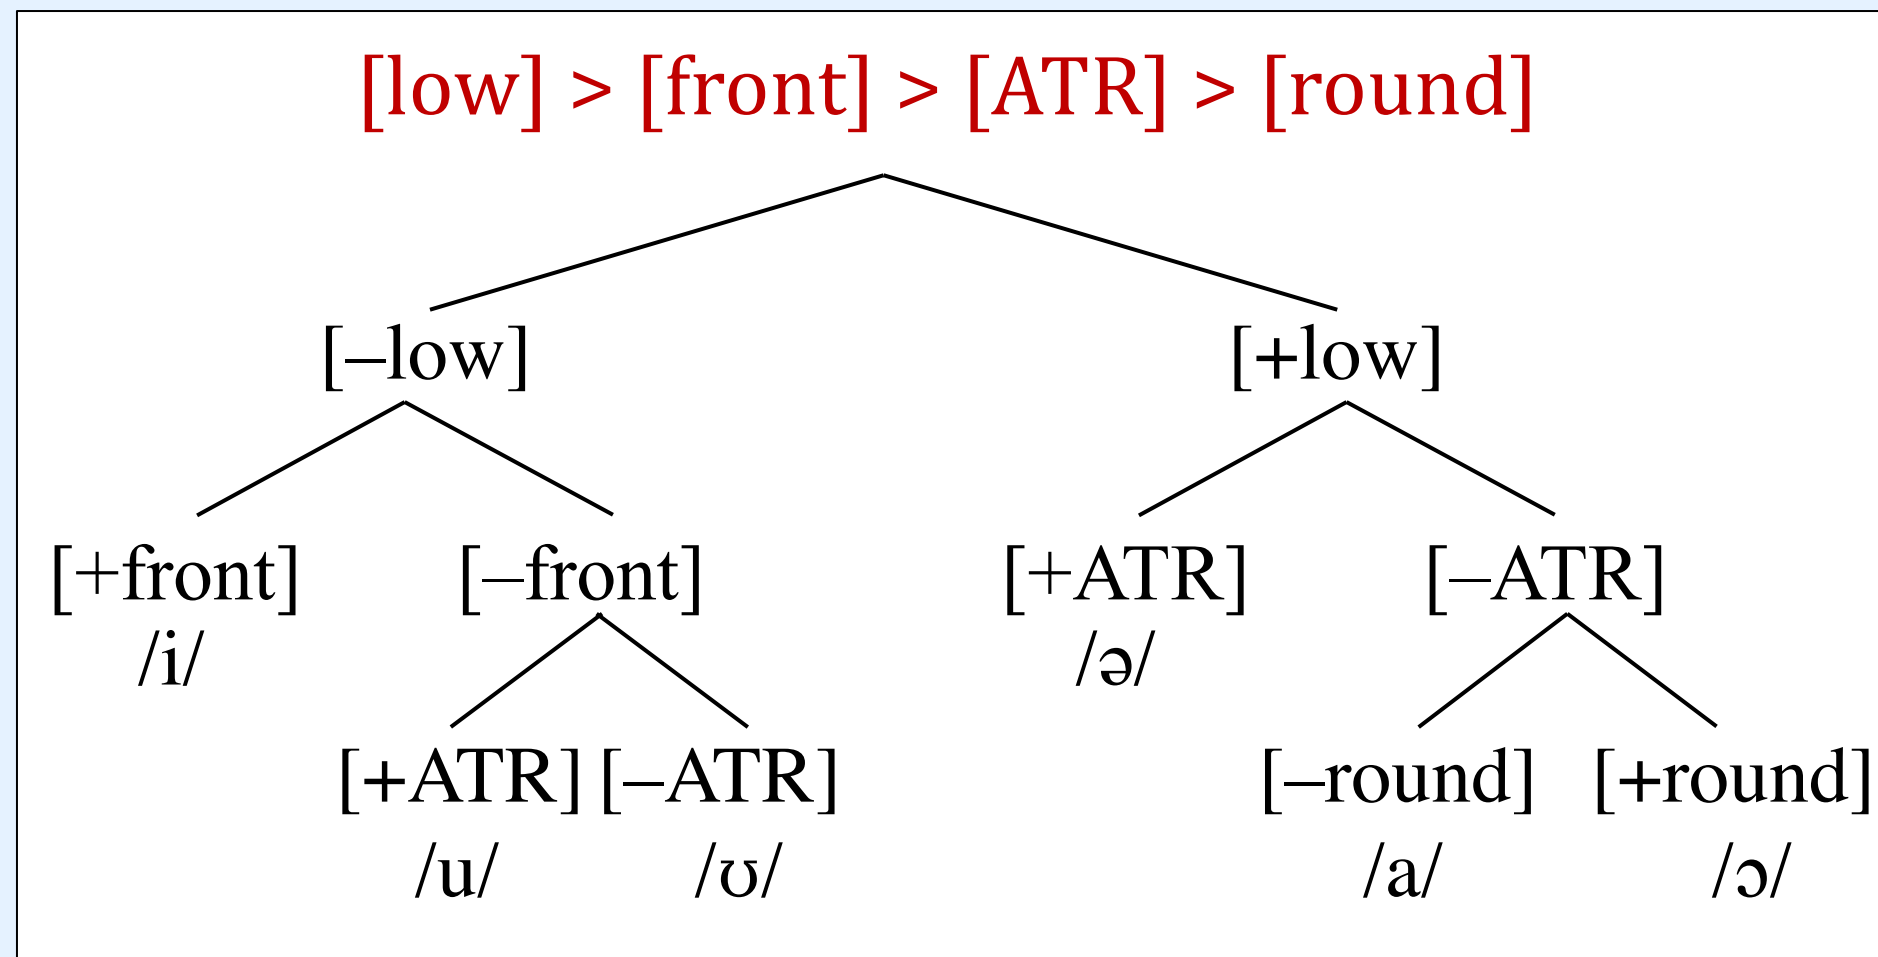 [low] > [front] > [ATR] > [round]
[–low] [+low]
[+front] [–front] [+ATR] [–ATR]
/i/ /ə/
[+ATR] [–ATR] [–round] [+round]
/u/ /ʊ/ /a/ /ɔ/